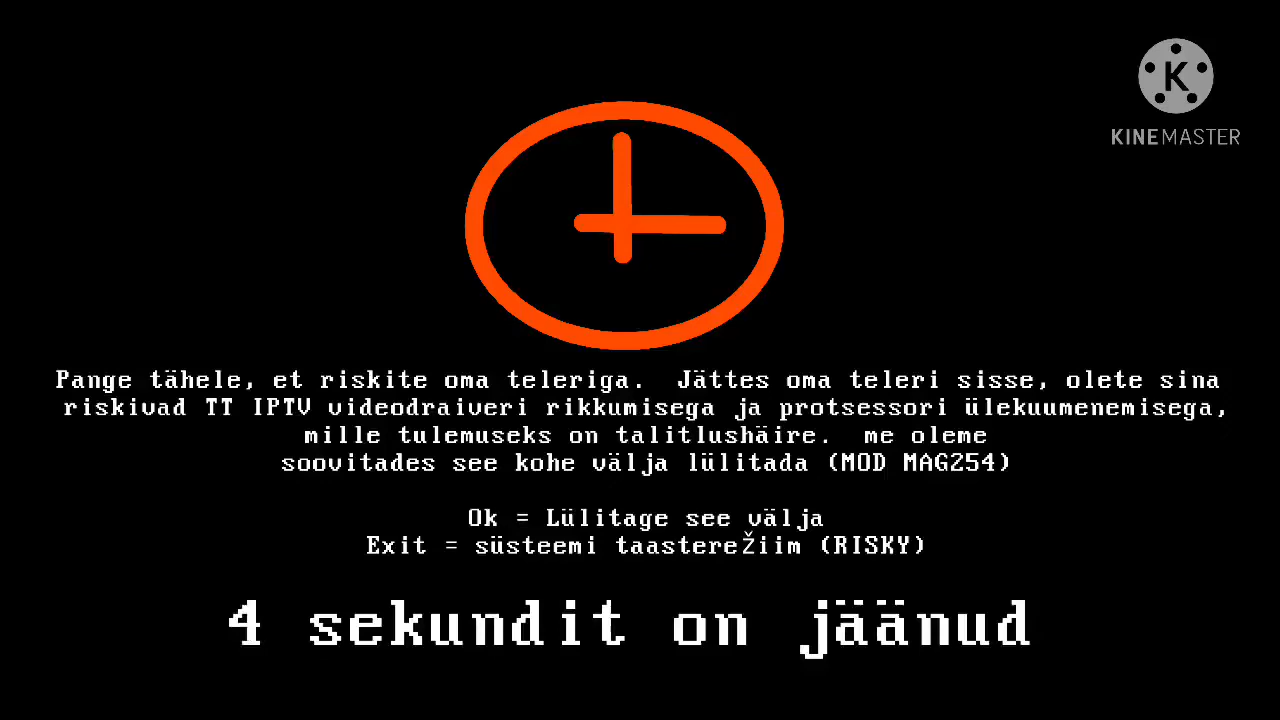 K
KINEMASTER
Pange tähele, et riskite oma teleriga.  Jättes oma teleri sisse, olete sina
riskivad TT IPTV videodraiveri rikkumisega ja protsessori ülekuumenemisega,
mille tulemuseks on talitlushäire.  me oleme
soovitades see kohe välja lülitada (MOD MAG254)
Ok = Lülitage see välja
Exit = süsteemi taasterežiim (RISKY)
4 sekundit on jäänud